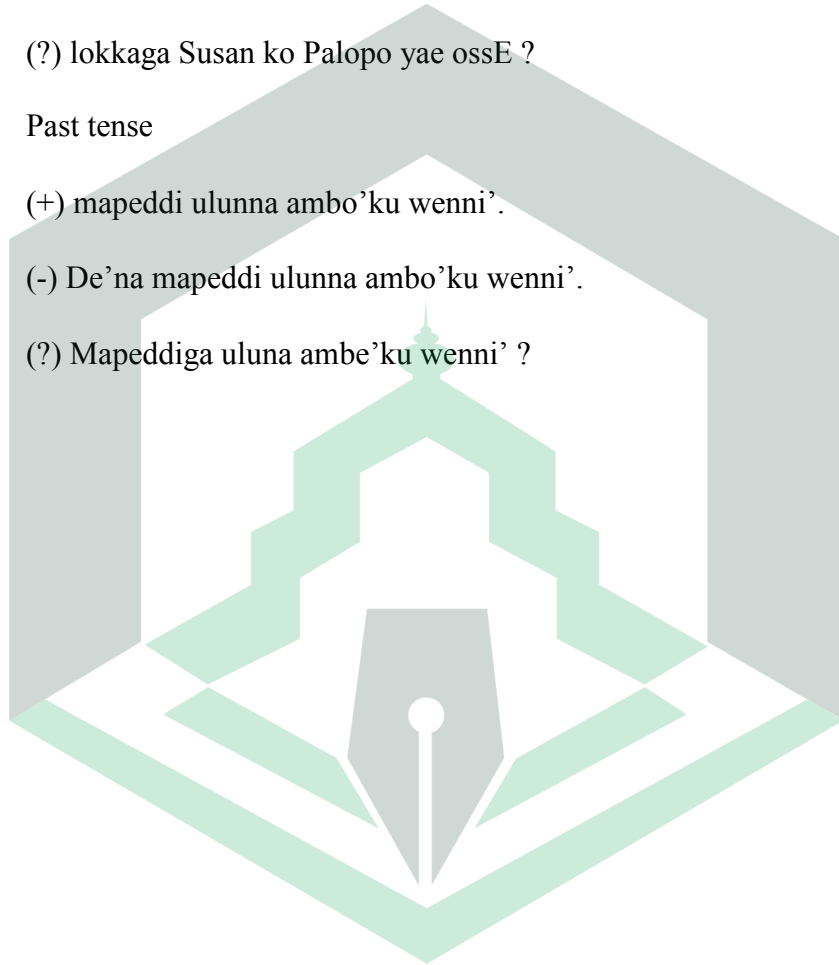 (?) lokkaga Susan ko Palopo yae ossE ?
Past tense
(+) mapeddi ulunna ambo’ku wenni’.
(-) De’na mapeddi ulunna ambo’ku wenni’.
(?) Mapeddiga uluna ambe’ku wenni’ ?